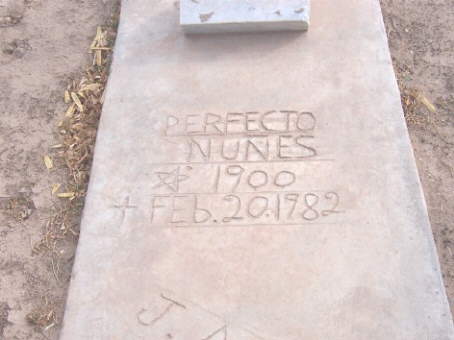 PERFECTO
NUNES
☆ 1900
+ FEb.20.1982
J